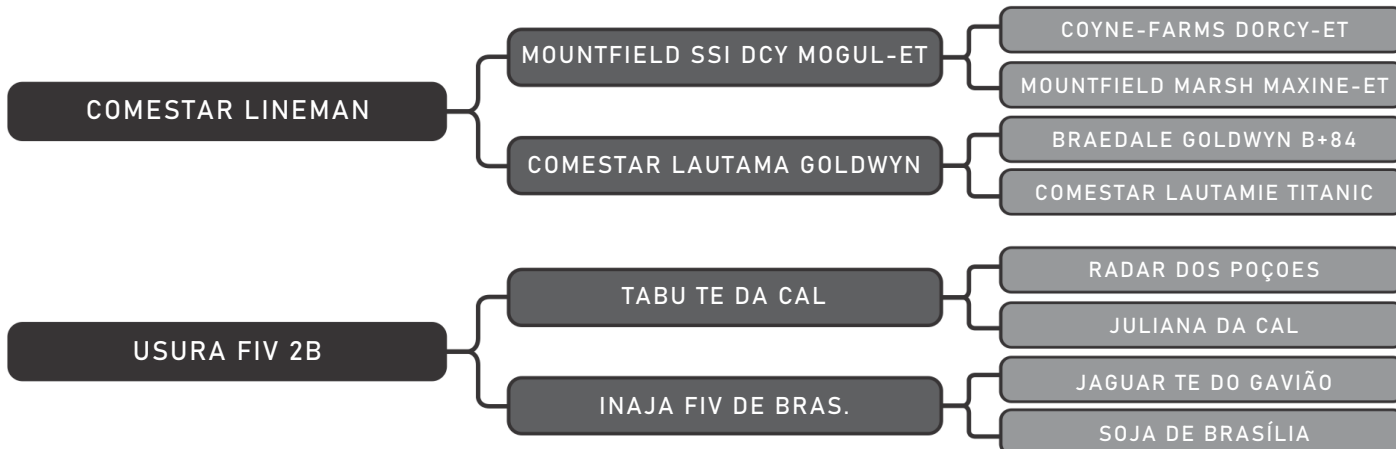 COMESTAR LINEMAN
MOUNTFIELD SSI DCY MOGUL-ET
COYNE-FARMS DORCY-ET
MOUNTFIELD MARSH MAXINE-ET
COMESTAR LAUTAMA GOLDWYN
BRAEDALE GOLDWYN B+84
COMESTAR LAUTAMIE TITANIC
USURA FIV 2B
TABU TE DA CAL
RADAR DOS POÇOES
JULIANA DA CAL
INAJA FIV DE BRAS.
JAGUAR TE DO GAVIÃO
SOJA DE BRASÍLIA